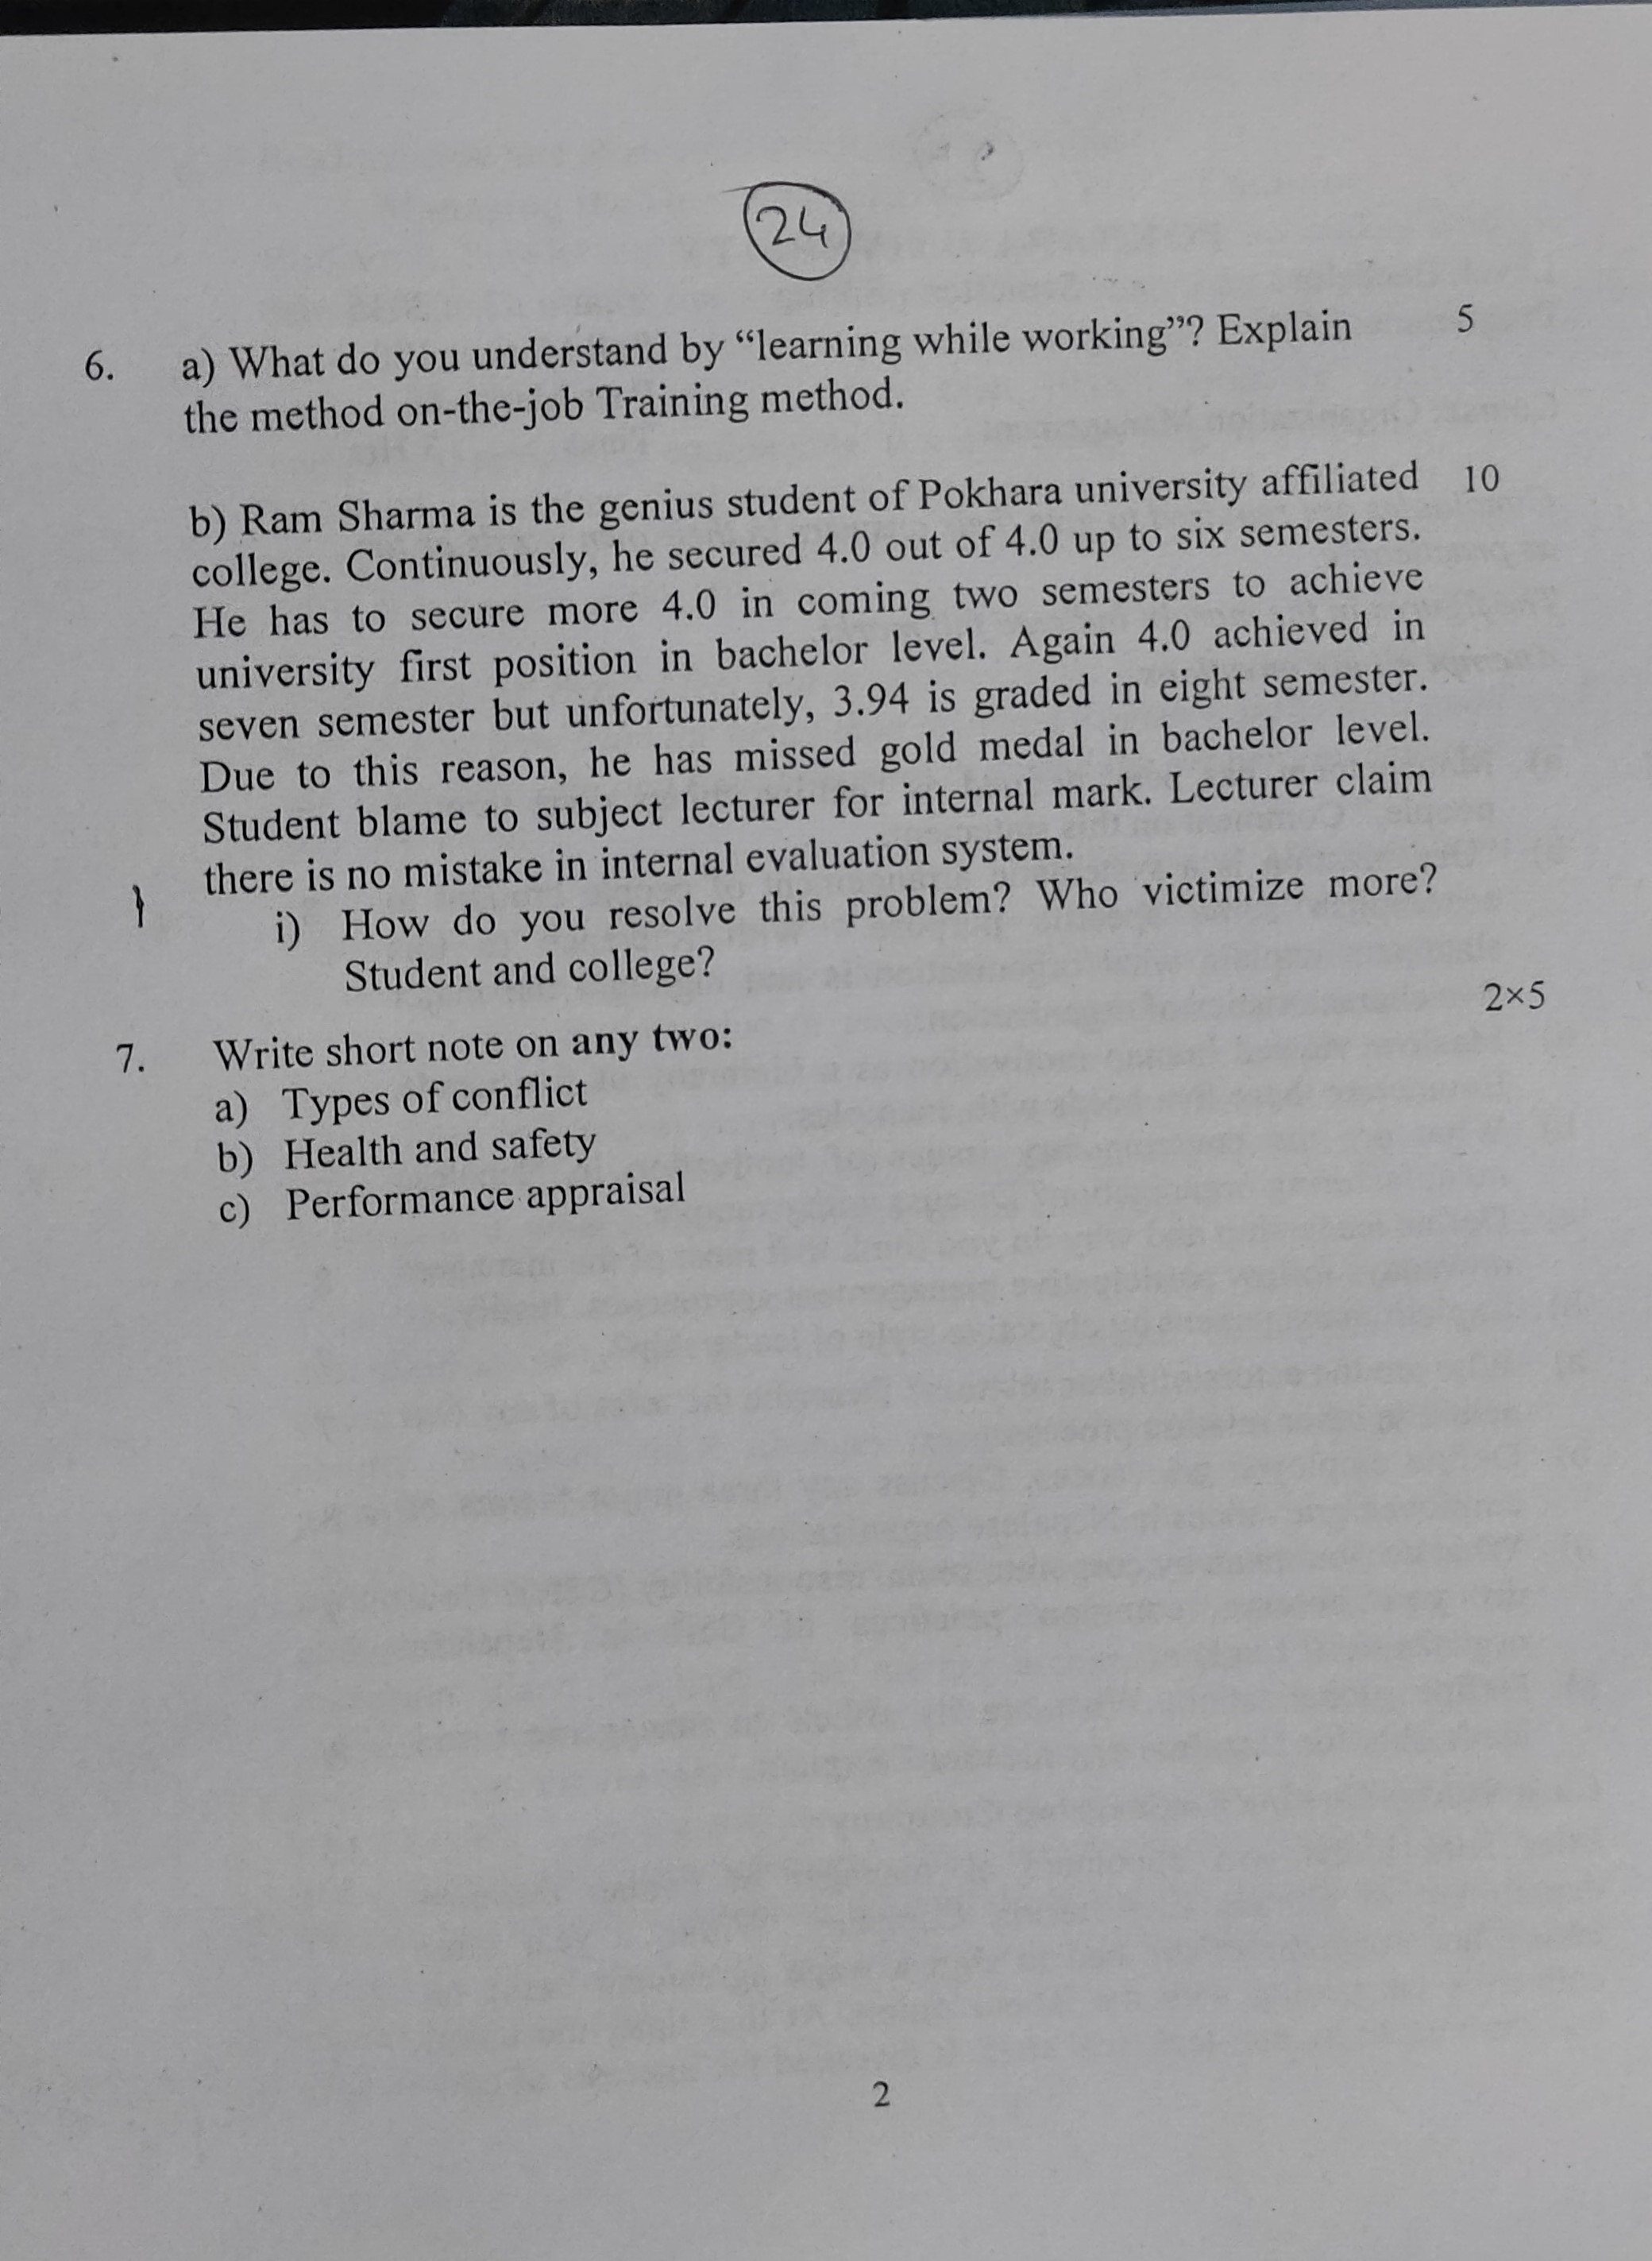 24
6. a) What do you understand by “learning while working”? Explain 5
the method on-the-job Training method.
b) Ram Sharma is the genius student of Pokhara university affiliated 10
college. Continuously, he secured 4.0 out of 4.0 up to six semesters.
He has to secure more 4.0 in coming two semesters to achieve
university first position in bachelor level. Again 4.0 achieved in
seven semester but unfortunately, 3.94 is graded in eight semester.
Due to this reason, he has missed gold medal in bachelor level.
Student blame to subject lecturer for internal mark. Lecturer claim
there is no mistake in internal evaluation system.
i) How do you resolve this problem? Who victimize more?
Student and college?
7. Write short note on any two: 2×5
a) Types of conflict
b) Health and safety
c) Performance appraisal
2